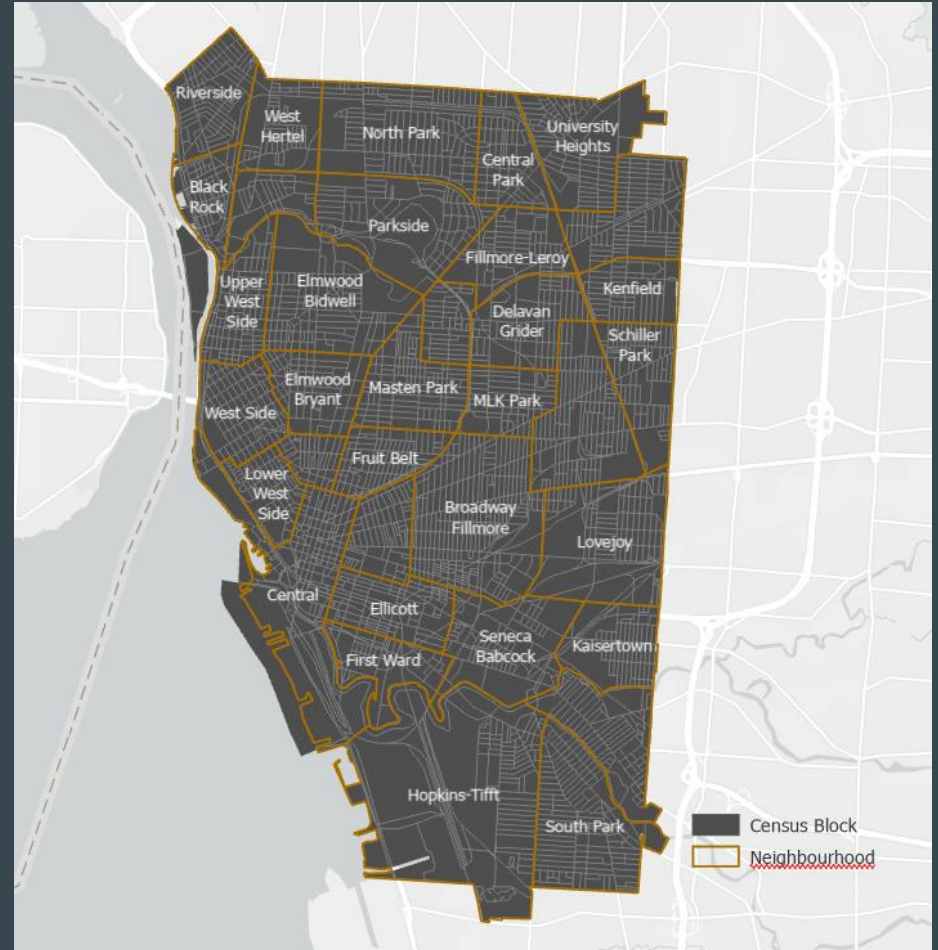 Riverside
West
Hertel
North Park
University
Heights
Central
Park
Black
Rock
Parkside
Fillmore-Leroy
Upper
West
Side
Elmwood
Bidwell
Kenfield
Delavan
Grider
Schiller
Park
Elmwood
Bryant
Masten Park
MLK Park
West Side
Fruit Belt
Lower
West
Side
Broadway
Fillmore
Lovejoy
Central
Ellicott
Seneca
Babcock
Kaisertown
First Ward
Hopkins-Tifft
South Park
Census Block
Neighbourhood